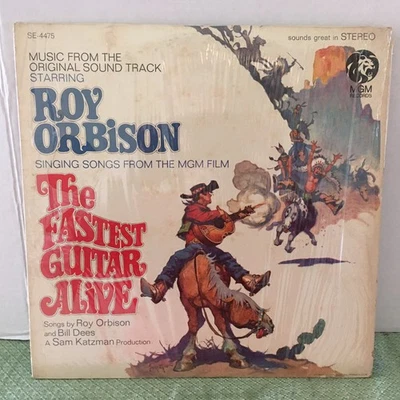 SE-4475
sounds great in STEREO
MUSIC FROM THE
ORIGINAL SOUND TRACK
STARRING
ROY
ORBISON
SINGING SONGS FROM THE MGM FILM
The
FASTEST
GUITAR
ALiVE
Songs by Roy Orbison
and Bill Dees
A Sam Katzman Production
MGM
RECORDS